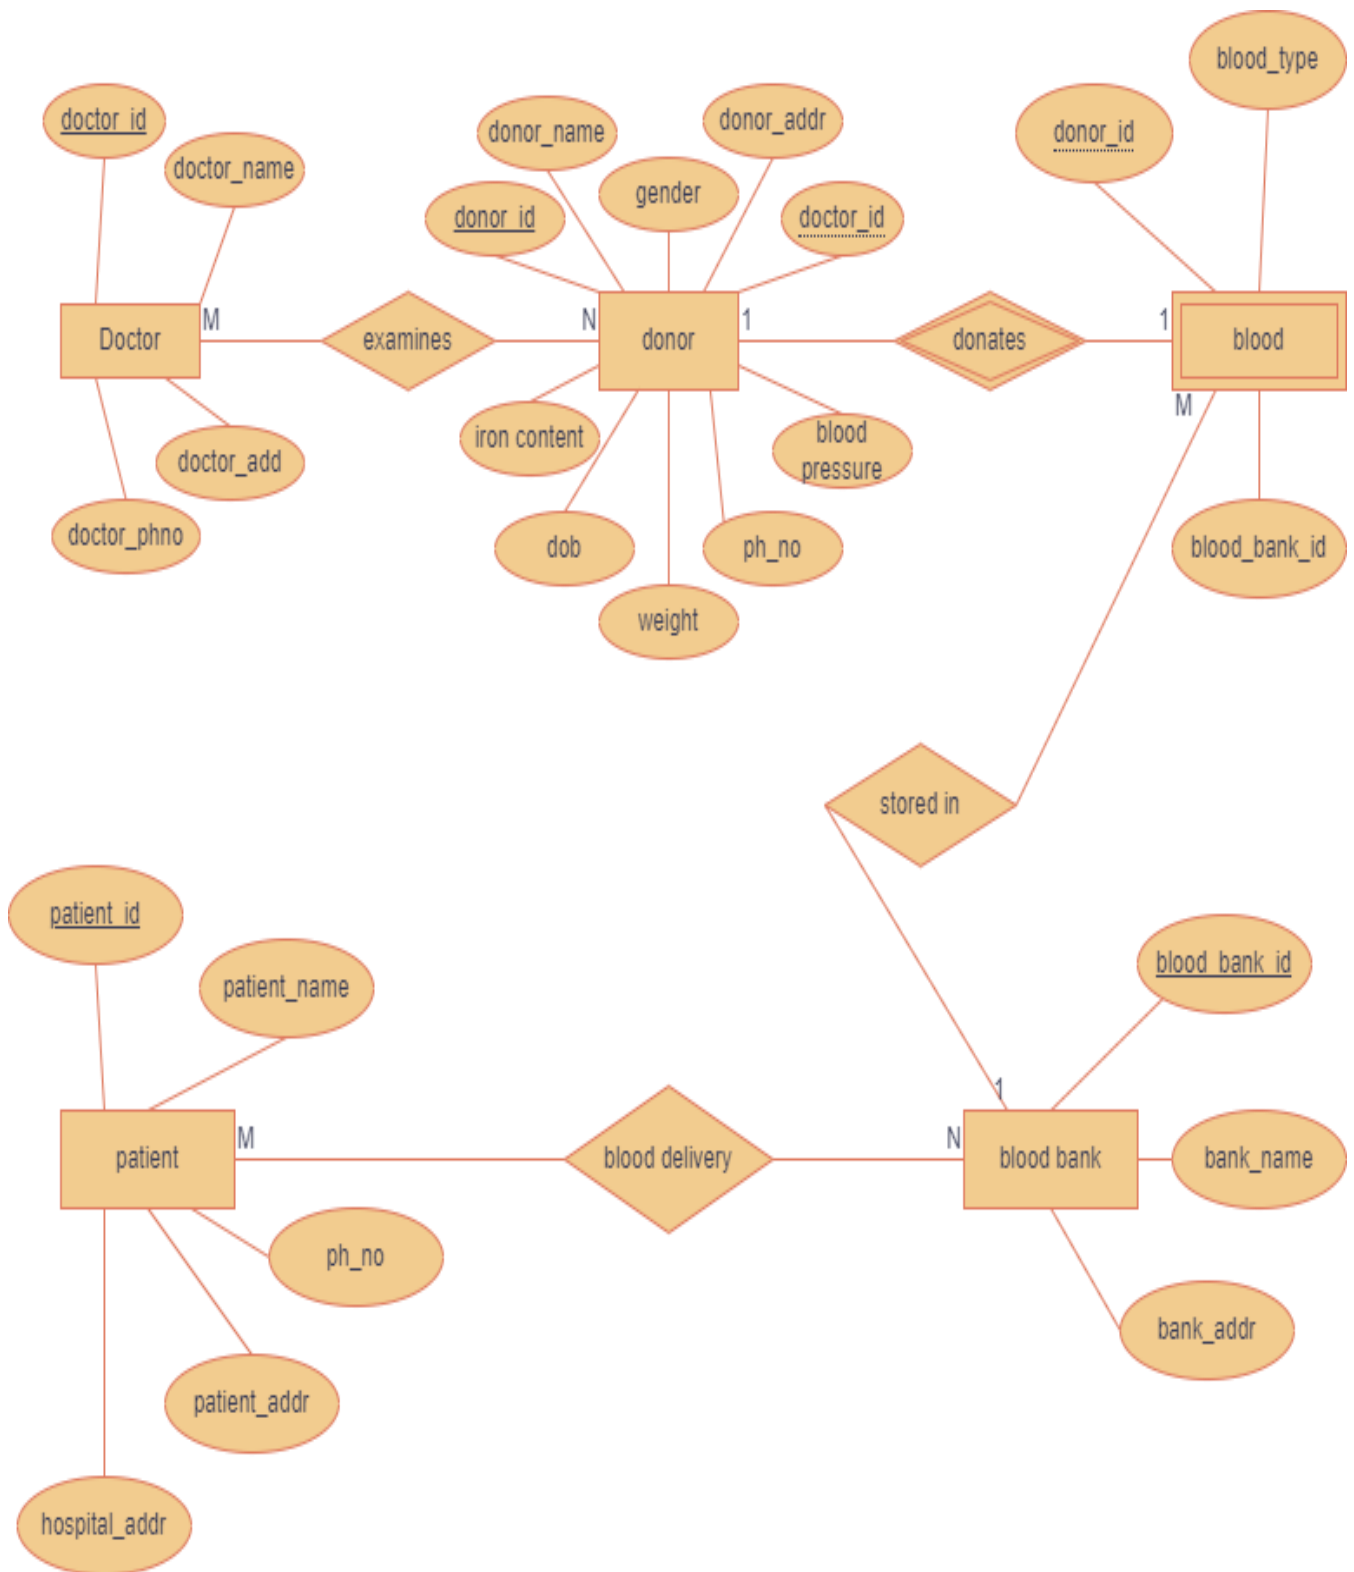 blood_type
doctor_id
donor_name
donor_addr
donor_id
doctor_name
gender
donor_id
doctor_id
M
N
1
1
Doctor
examines
donor
donates
blood
M
iron content
blood
pressure
doctor_add
doctor_phno
dob
ph_no
blood_bank_id
weight
stored in
patient_id
blood_bank_id
patient_name
1
M
N
patient
blood delivery
blood bank
bank_name
ph_no
bank_addr
patient_addr
hospital_addr